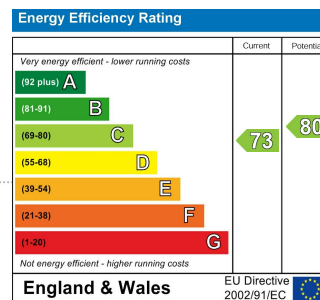 Energy Efficiency Rating
Current
Very energy efficient - lower running costs
(92 plus) A
(81-91) B
(69-80) C
(55-68) D
(39-54) E
(21-38) F
(1-20) G
73
80
Not energy efficient - higher running costs
England & Wales
EU Directive
2002/91/EC